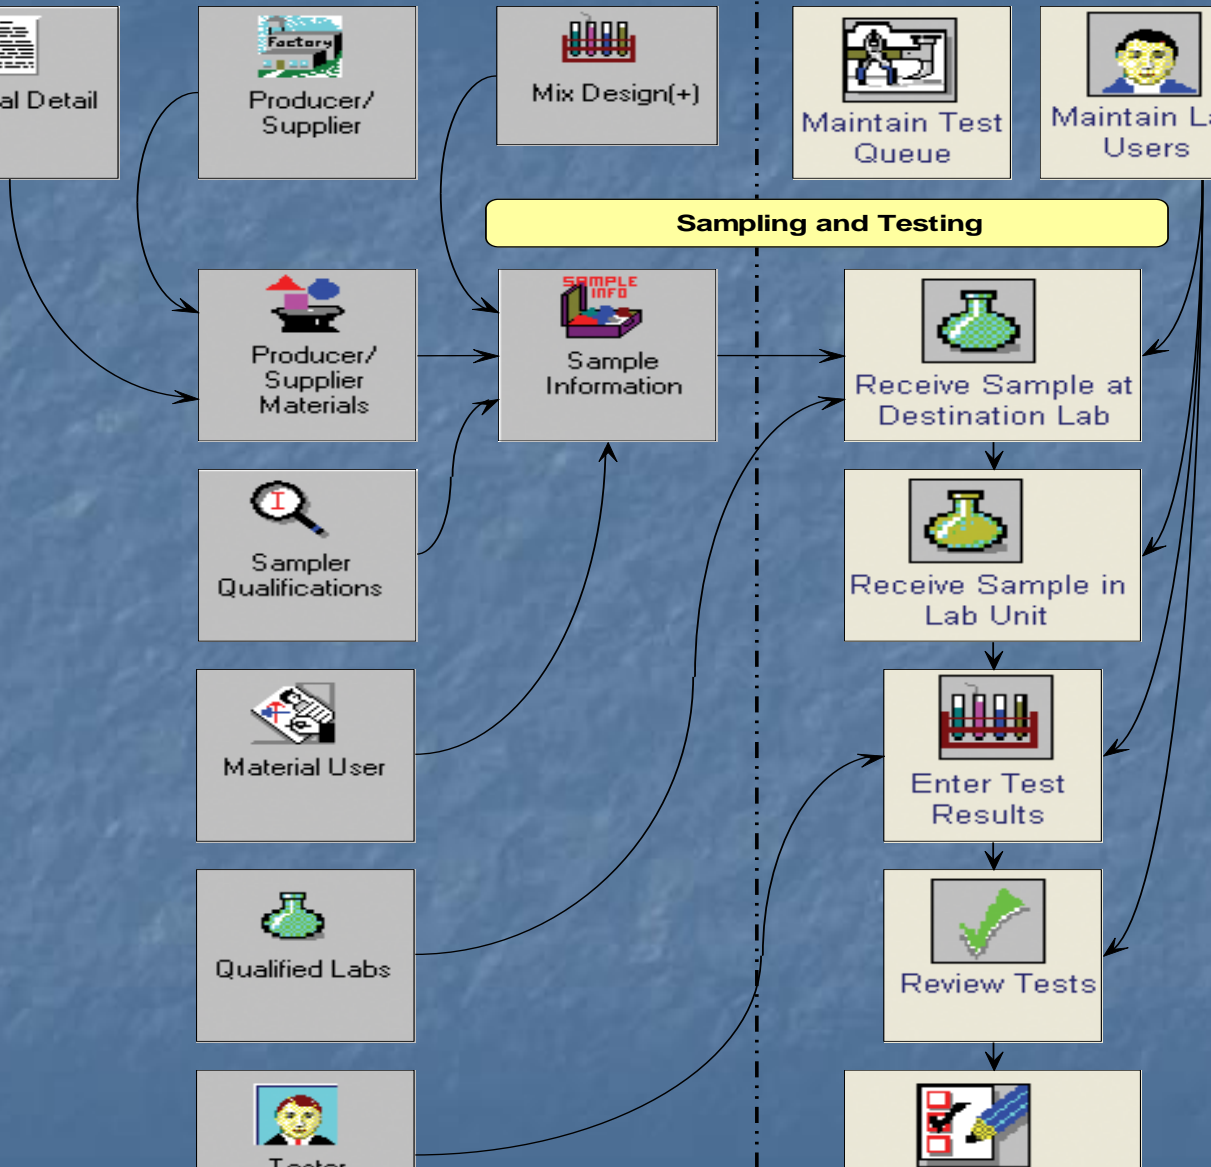 al Detail
Factory
Producer/
Supplier
Mix Design(+)
Maintain Test
Queue
Maintain La
Users
Sampling and Testing
Producer/
Supplier
Materials
SAMPLE
INFO
Sample
Information
Receive Sample at
Destination Lab
I
Sampler
Qualifications
Receive Sample in
Lab Unit
Material User
Enter Test
Results
Qualified Labs
Review Tests
Tester